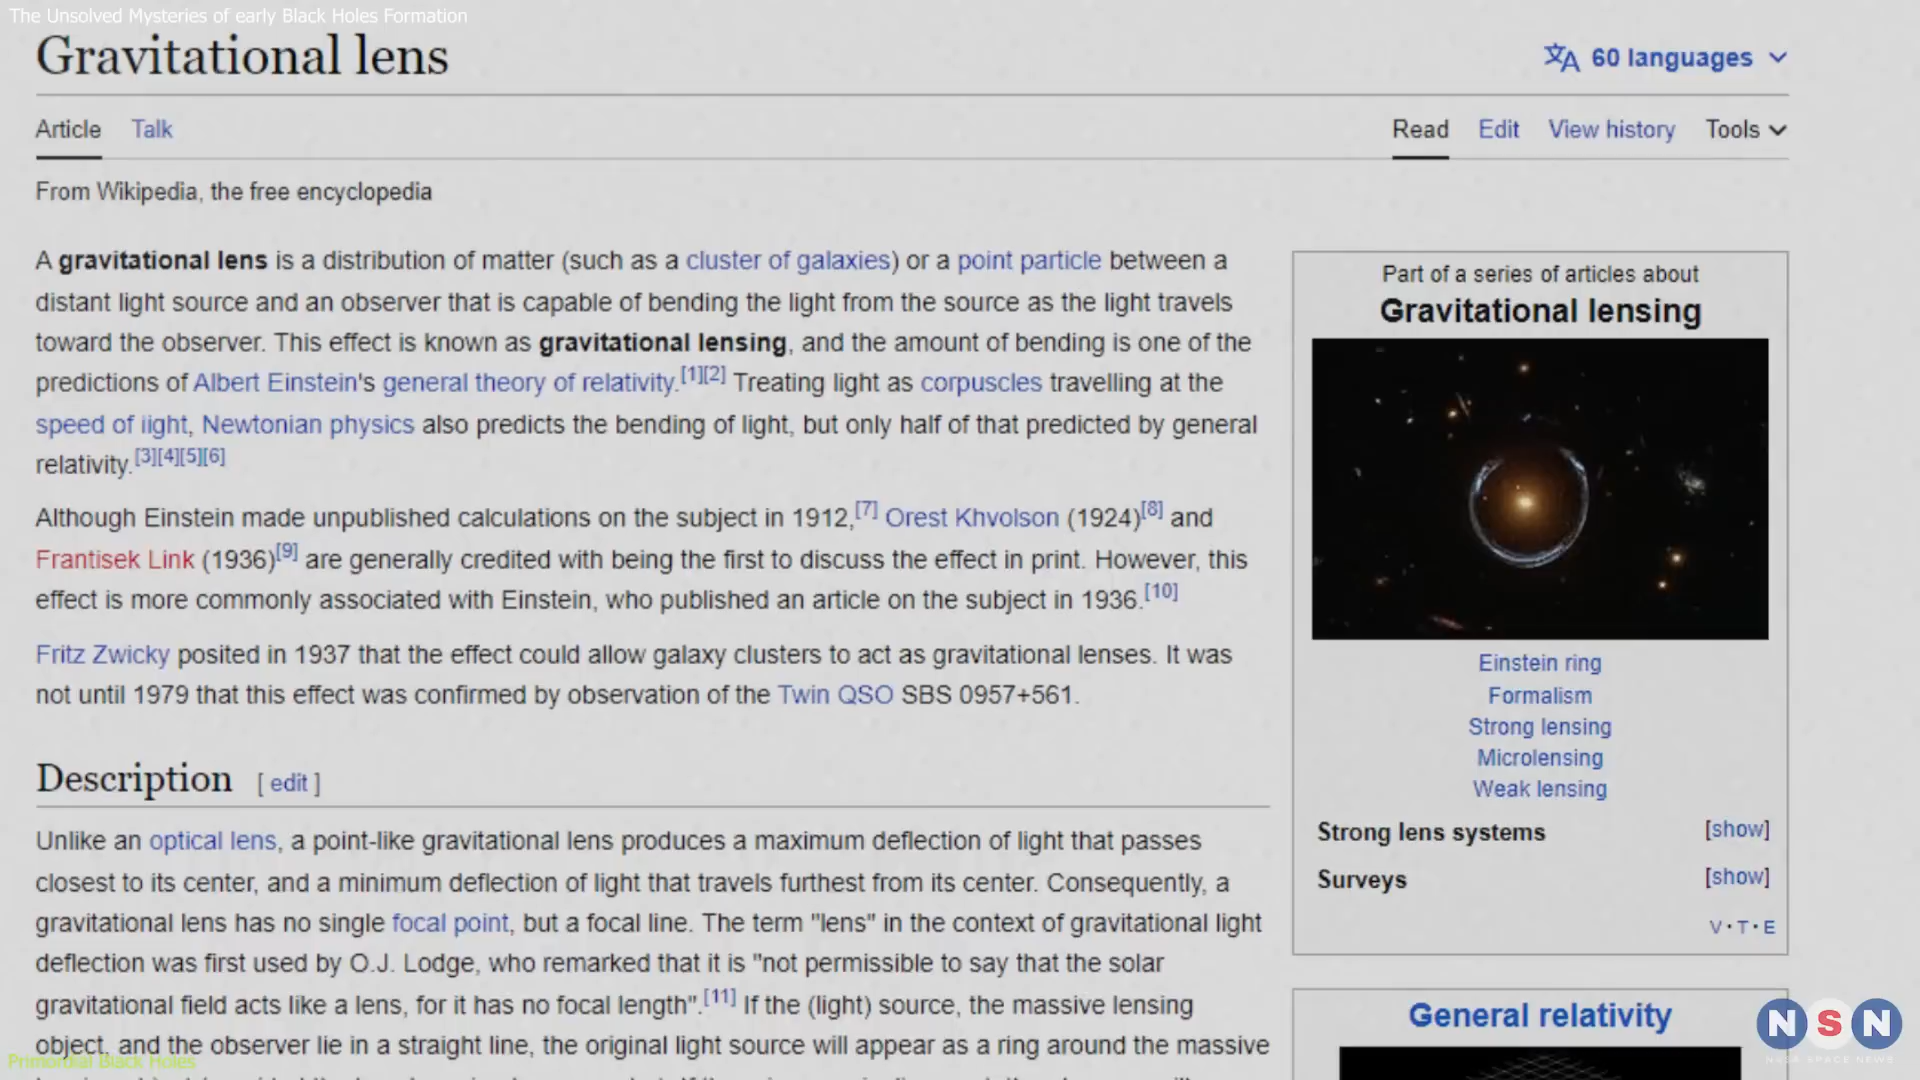 The Unsolved Mysteries of early Black Holes Formation
Gravitational lens
60 languages
Article Talk
Read Edit View history Tools
From Wikipedia, the free encyclopedia
A gravitational lens is a distribution of matter (such as a cluster of galaxies) or a point particle between a
distant light source and an observer that is capable of bending the light from the source as the light travels
toward the observer. This effect is known as gravitational lensing, and the amount of bending is one of the
predictions of Albert Einstein's general theory of relativity.[1][2] Treating light as corpuscles travelling at the
speed of light, Newtonian physics also predicts the bending of light, but only half of that predicted by general
relativity.[3][4][5][6]
Although Einstein made unpublished calculations on the subject in 1912,[7] Orest Khvolson (1924)[8] and
Frantisek Link (1936)[9] are generally credited with being the first to discuss the effect in print. However, this
effect is more commonly associated with Einstein, who published an article on the subject in 1936.[10]
Fritz Zwicky posited in 1937 that the effect could allow galaxy clusters to act as gravitational lenses. It was
not until 1979 that this effect was confirmed by observation of the Twin QSO SBS 0957+561.
Description [ edit ]
Unlike an optical lens, a point-like gravitational lens produces a maximum deflection of light that passes
closest to its center, and a minimum deflection of light that travels furthest from its center. Consequently, a
gravitational lens has no single focal point, but a focal line. The term "lens" in the context of gravitational light
deflection was first used by O.J. Lodge, who remarked that it is "not permissible to say that the solar
gravitational field acts like a lens, for it has no focal length".[11] If the (light) source, the massive lensing
object, and the observer lie in a straight line, the original light source will appear as a ring around the massive
Part of a series of articles about
Gravitational lensing
Einstein ring
Formalism
Strong lensing
Microlensing
Weak lensing
Strong lens systems [show]
Surveys [show]
V · T · E
General relativity
NSN
NASA SPACE NEWS
Primordial Black Holes